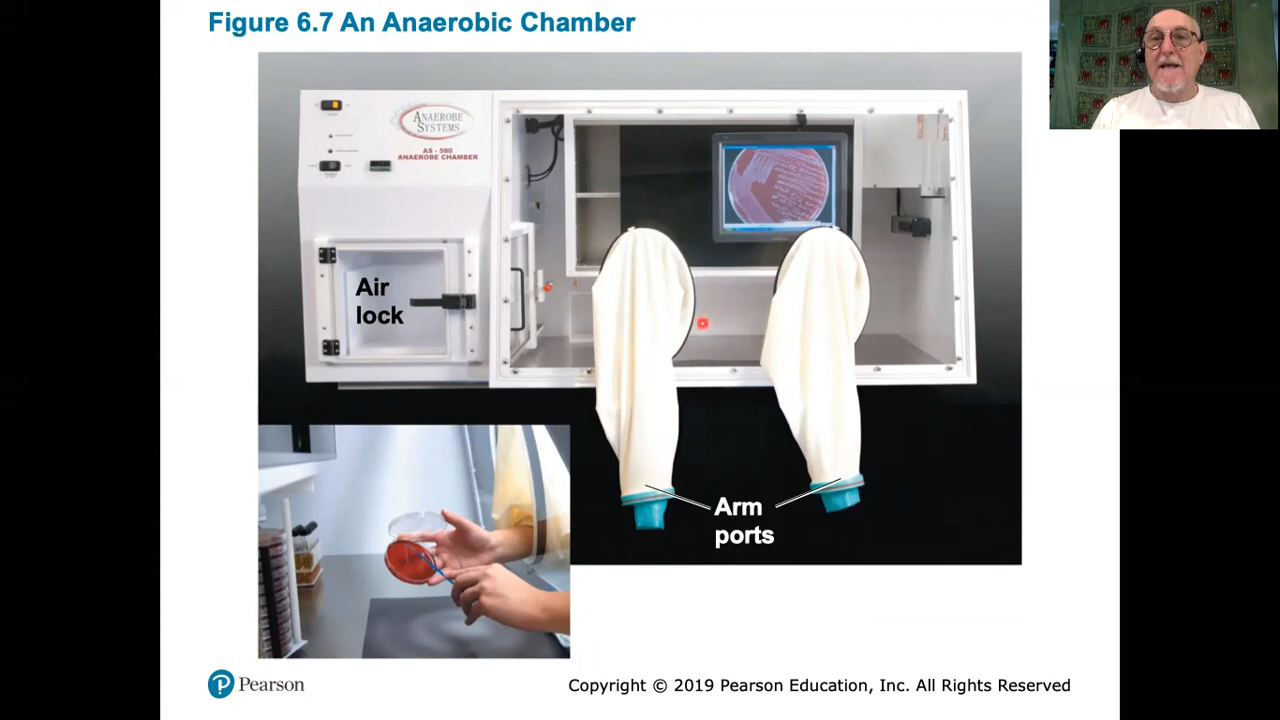 Figure 6.7 An Anaerobic Chamber
ANAEROBE
SYSTEMS
AS - 580
ANAEROBE CHAMBER
Air
lock
Arm
ports
Pearson
Copyright © 2019 Pearson Education, Inc. All Rights Reserved